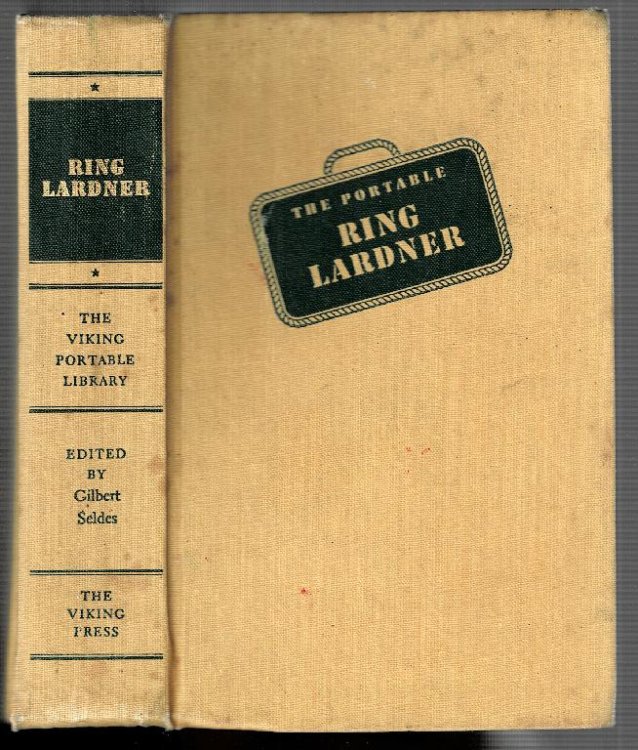 RING
LARDNER
THE
VIKING
PORTABLE
LIBRARY
EDITED
BY
Gilbert
Seldes
THE
VIKING
PRESS
THE PORTABLE
RING
LARDNER